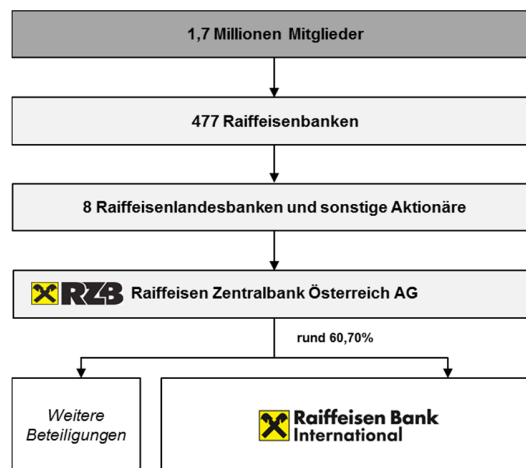 1,7 Millionen Mitglieder
477 Raiffeisenbanken
8 Raiffeisenlandesbanken und sonstige Aktionäre
RZB Raiffeisen Zentralbank Österreich AG
rund 60,70%
Weitere
Beteiligungen
Raiffeisen Bank
International